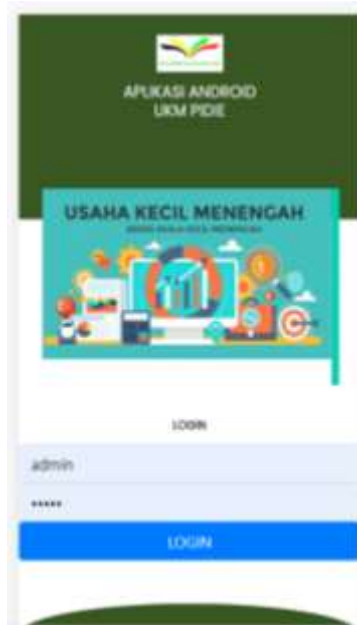 APLIKASI ANDROID
UKM PIDIE
USAHA KECIL MENENGAH
LOGIN
admin
•••••
LOGIN